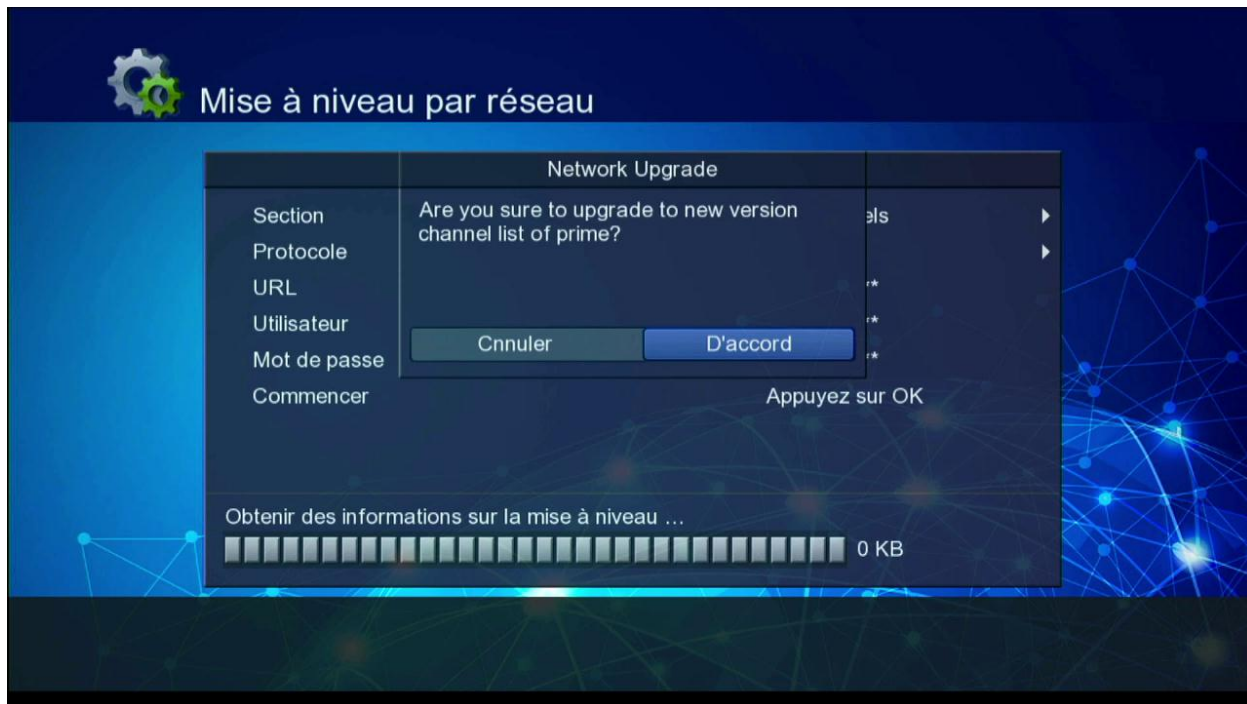 Mise à niveau par réseau
Network Upgrade
Are you sure to upgrade to new version
channel list of prime?
Cnnuler D'accord
Section els
Protocole
URL **
Utilisateur **
Mot de passe **
Commencer Appuyez sur OK
Obtenir des informations sur la mise à niveau ...
0 KB